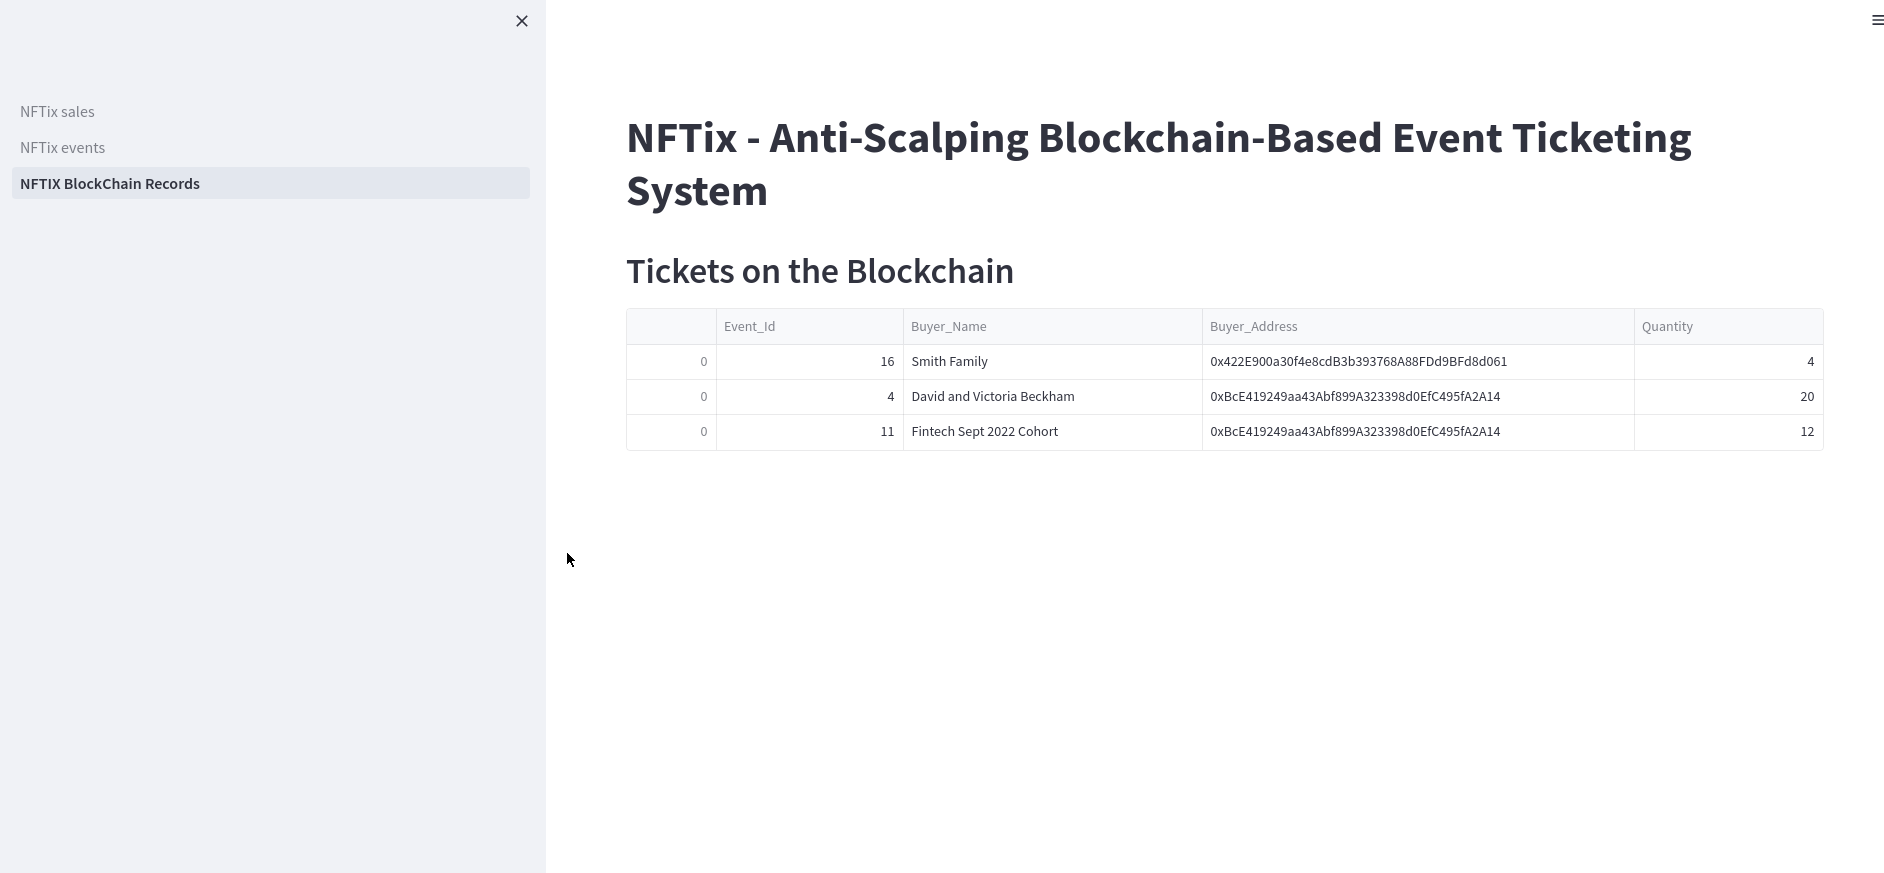 NFTix sales
NFTix events
NFTIX BlockChain Records
NFTix - Anti-Scalping Blockchain-Based Event Ticketing
System
Tickets on the Blockchain
Event_Id Buyer_Name Buyer_Address Quantity
0 16 Smith Family 0x422E900a30f4e8cdB3b393768A88FDd9BFd8d061 4
0 4 David and Victoria Beckham 0xBcE419249aa43Abf899A323398d0EfC495fA2A14 20
0 11 Fintech Sept 2022 Cohort 0xBcE419249aa43Abf899A323398d0EfC495fA2A14 12